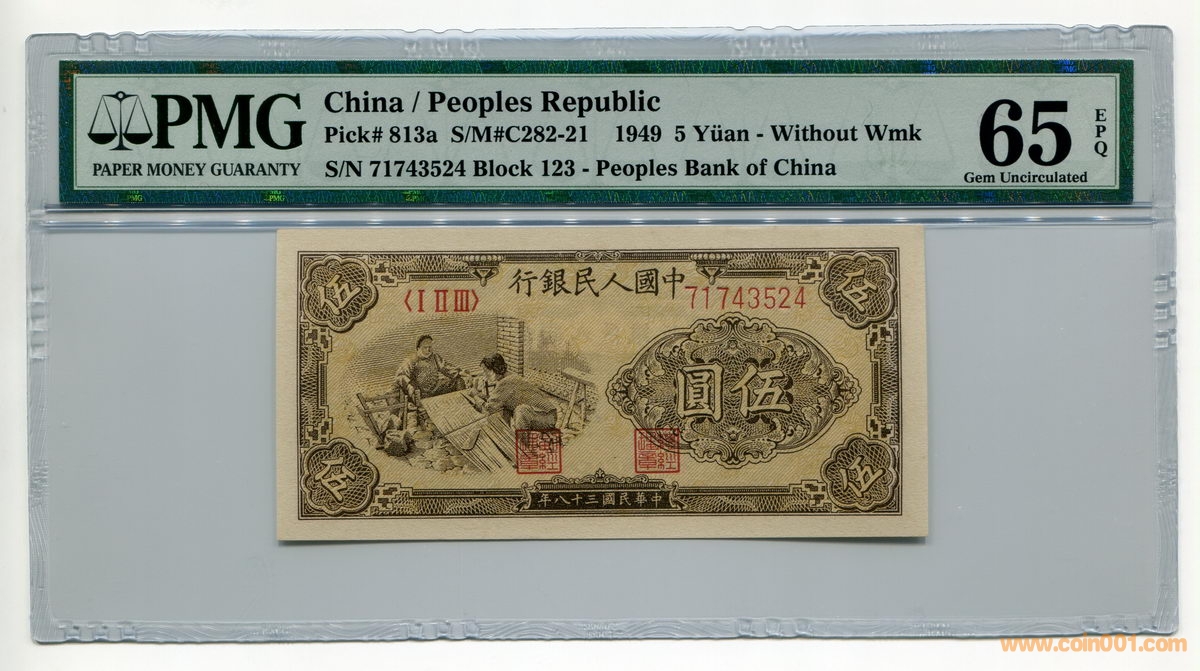 PMG
PAPER MONEY GUARANTY
China / Peoples Republic
Pick# 813a S/M#C282-21 1949 5 Yüan - Without Wmk
S/N 71743524 Block 123 - Peoples Bank of China
65
EPQ
Gem Uncirculated
行銀民人國中
〈I II III〉
71743524
伍
伍
圓伍
伍
伍
年八十三國民華中
www.coin001.com